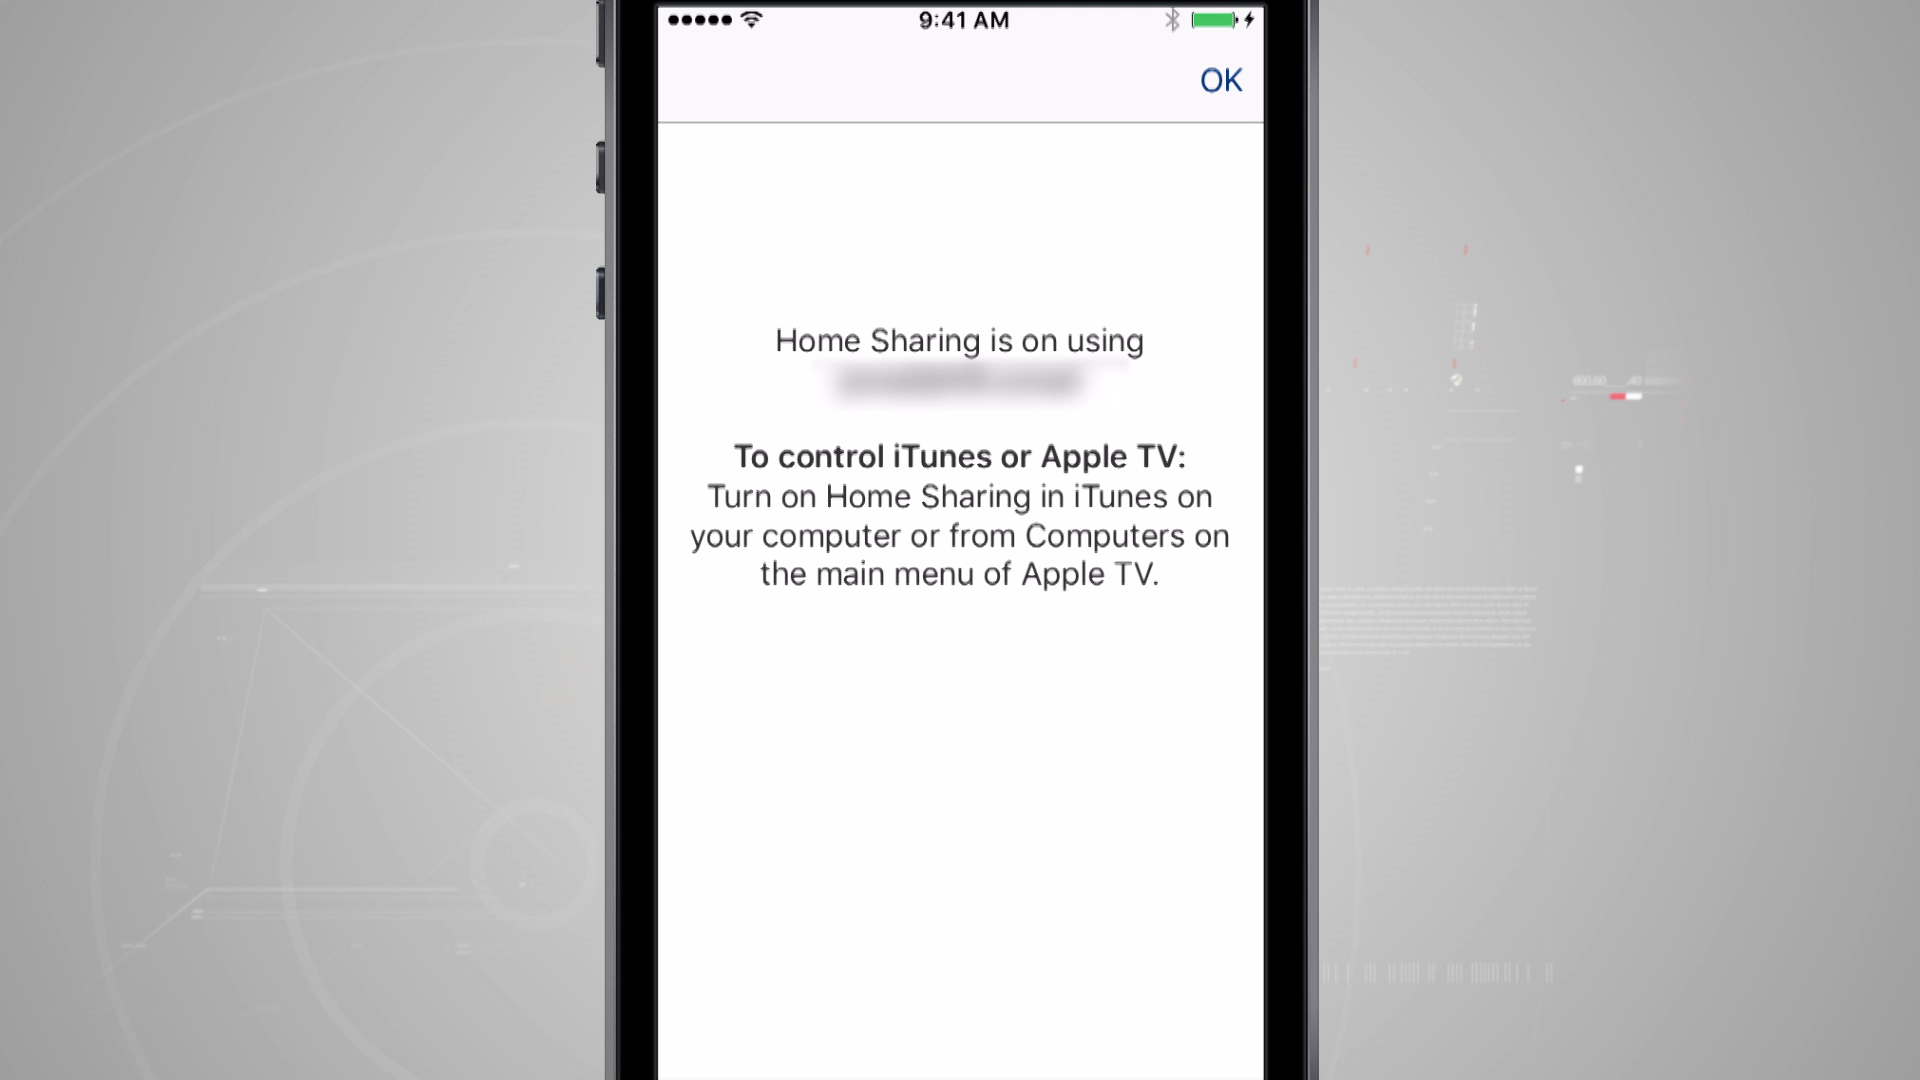 9:41 AM
OK
Home Sharing is on using
To control iTunes or Apple TV:
Turn on Home Sharing in iTunes on
your computer or from Computers on
the main menu of Apple TV.